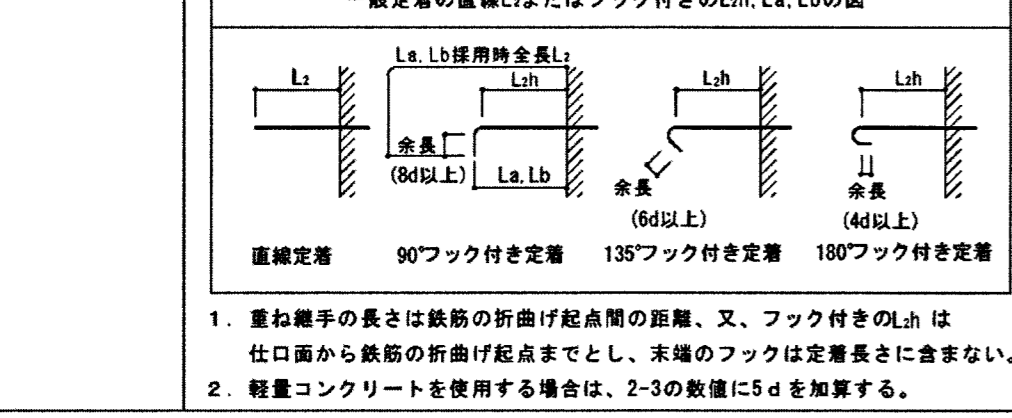 一般定着の直線L₂またはフック付きのL₂h, La, Lbの図
La, Lb採用時全長L₂
L₂ L₂h L₂h L₂h
余長
(8d以上) La, Lb 余長 余長
(6d以上) (4d以上)
直線定着 90°フック付き定着 135°フック付き定着 180°フック付き定着
1. 重ね継手の長さは鉄筋の折曲げ起点間の距離、又、フック付きのL₂h は
仕口面から鉄筋の折曲げ起点までとし、末端のフックは定着長さに含まない。
2. 軽量コンクリートを使用する場合は、2-3の数値に5dを加算する。